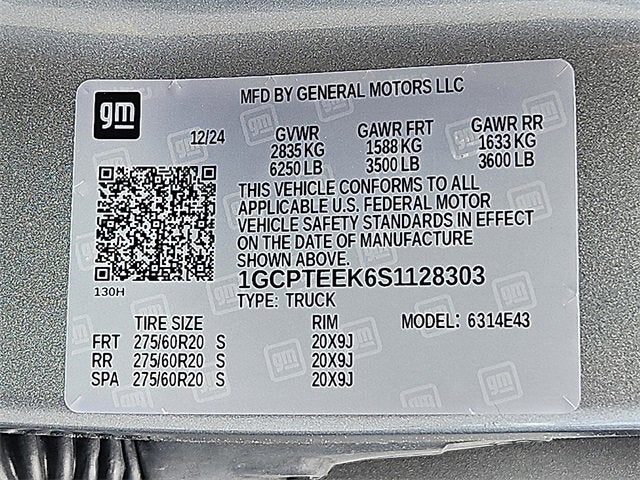 gm
MFD BY GENERAL MOTORS LLC
12/24 GVWR GAWR FRT GAWR RR
2835 KG 1588 KG 1633 KG
6250 LB 3500 LB 3600 LB
THIS VEHICLE CONFORMS TO ALL
APPLICABLE U.S. FEDERAL MOTOR
VEHICLE SAFETY STANDARDS IN EFFECT
ON THE DATE OF MANUFACTURE
SHOWN ABOVE.
1GCPTEEK6S1128303
130H
TYPE: TRUCK
TIRE SIZE RIM MODEL: 6314E43
FRT 275/60R20 S 20X9J
RR 275/60R20 S 20X9J
SPA 275/60R20 S 20X9J